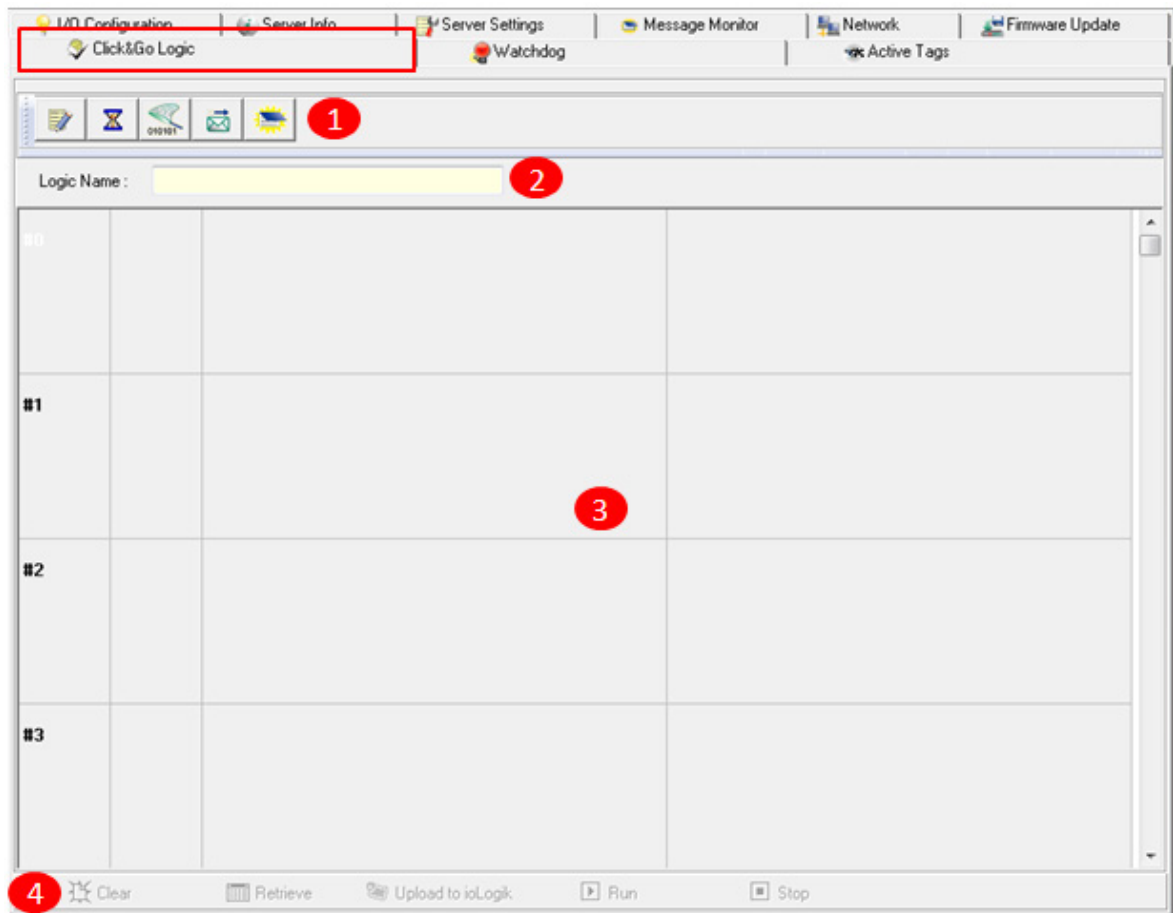 I/O Configuration Server Info Server Settings Message Monitor Network Firmware Update
Click&Go Logic Watchdog Active Tags
010101 1
Logic Name : 2
#0
#1
3
#2
#3
4 Clear Retrieve Upload to ioLogik Run Stop